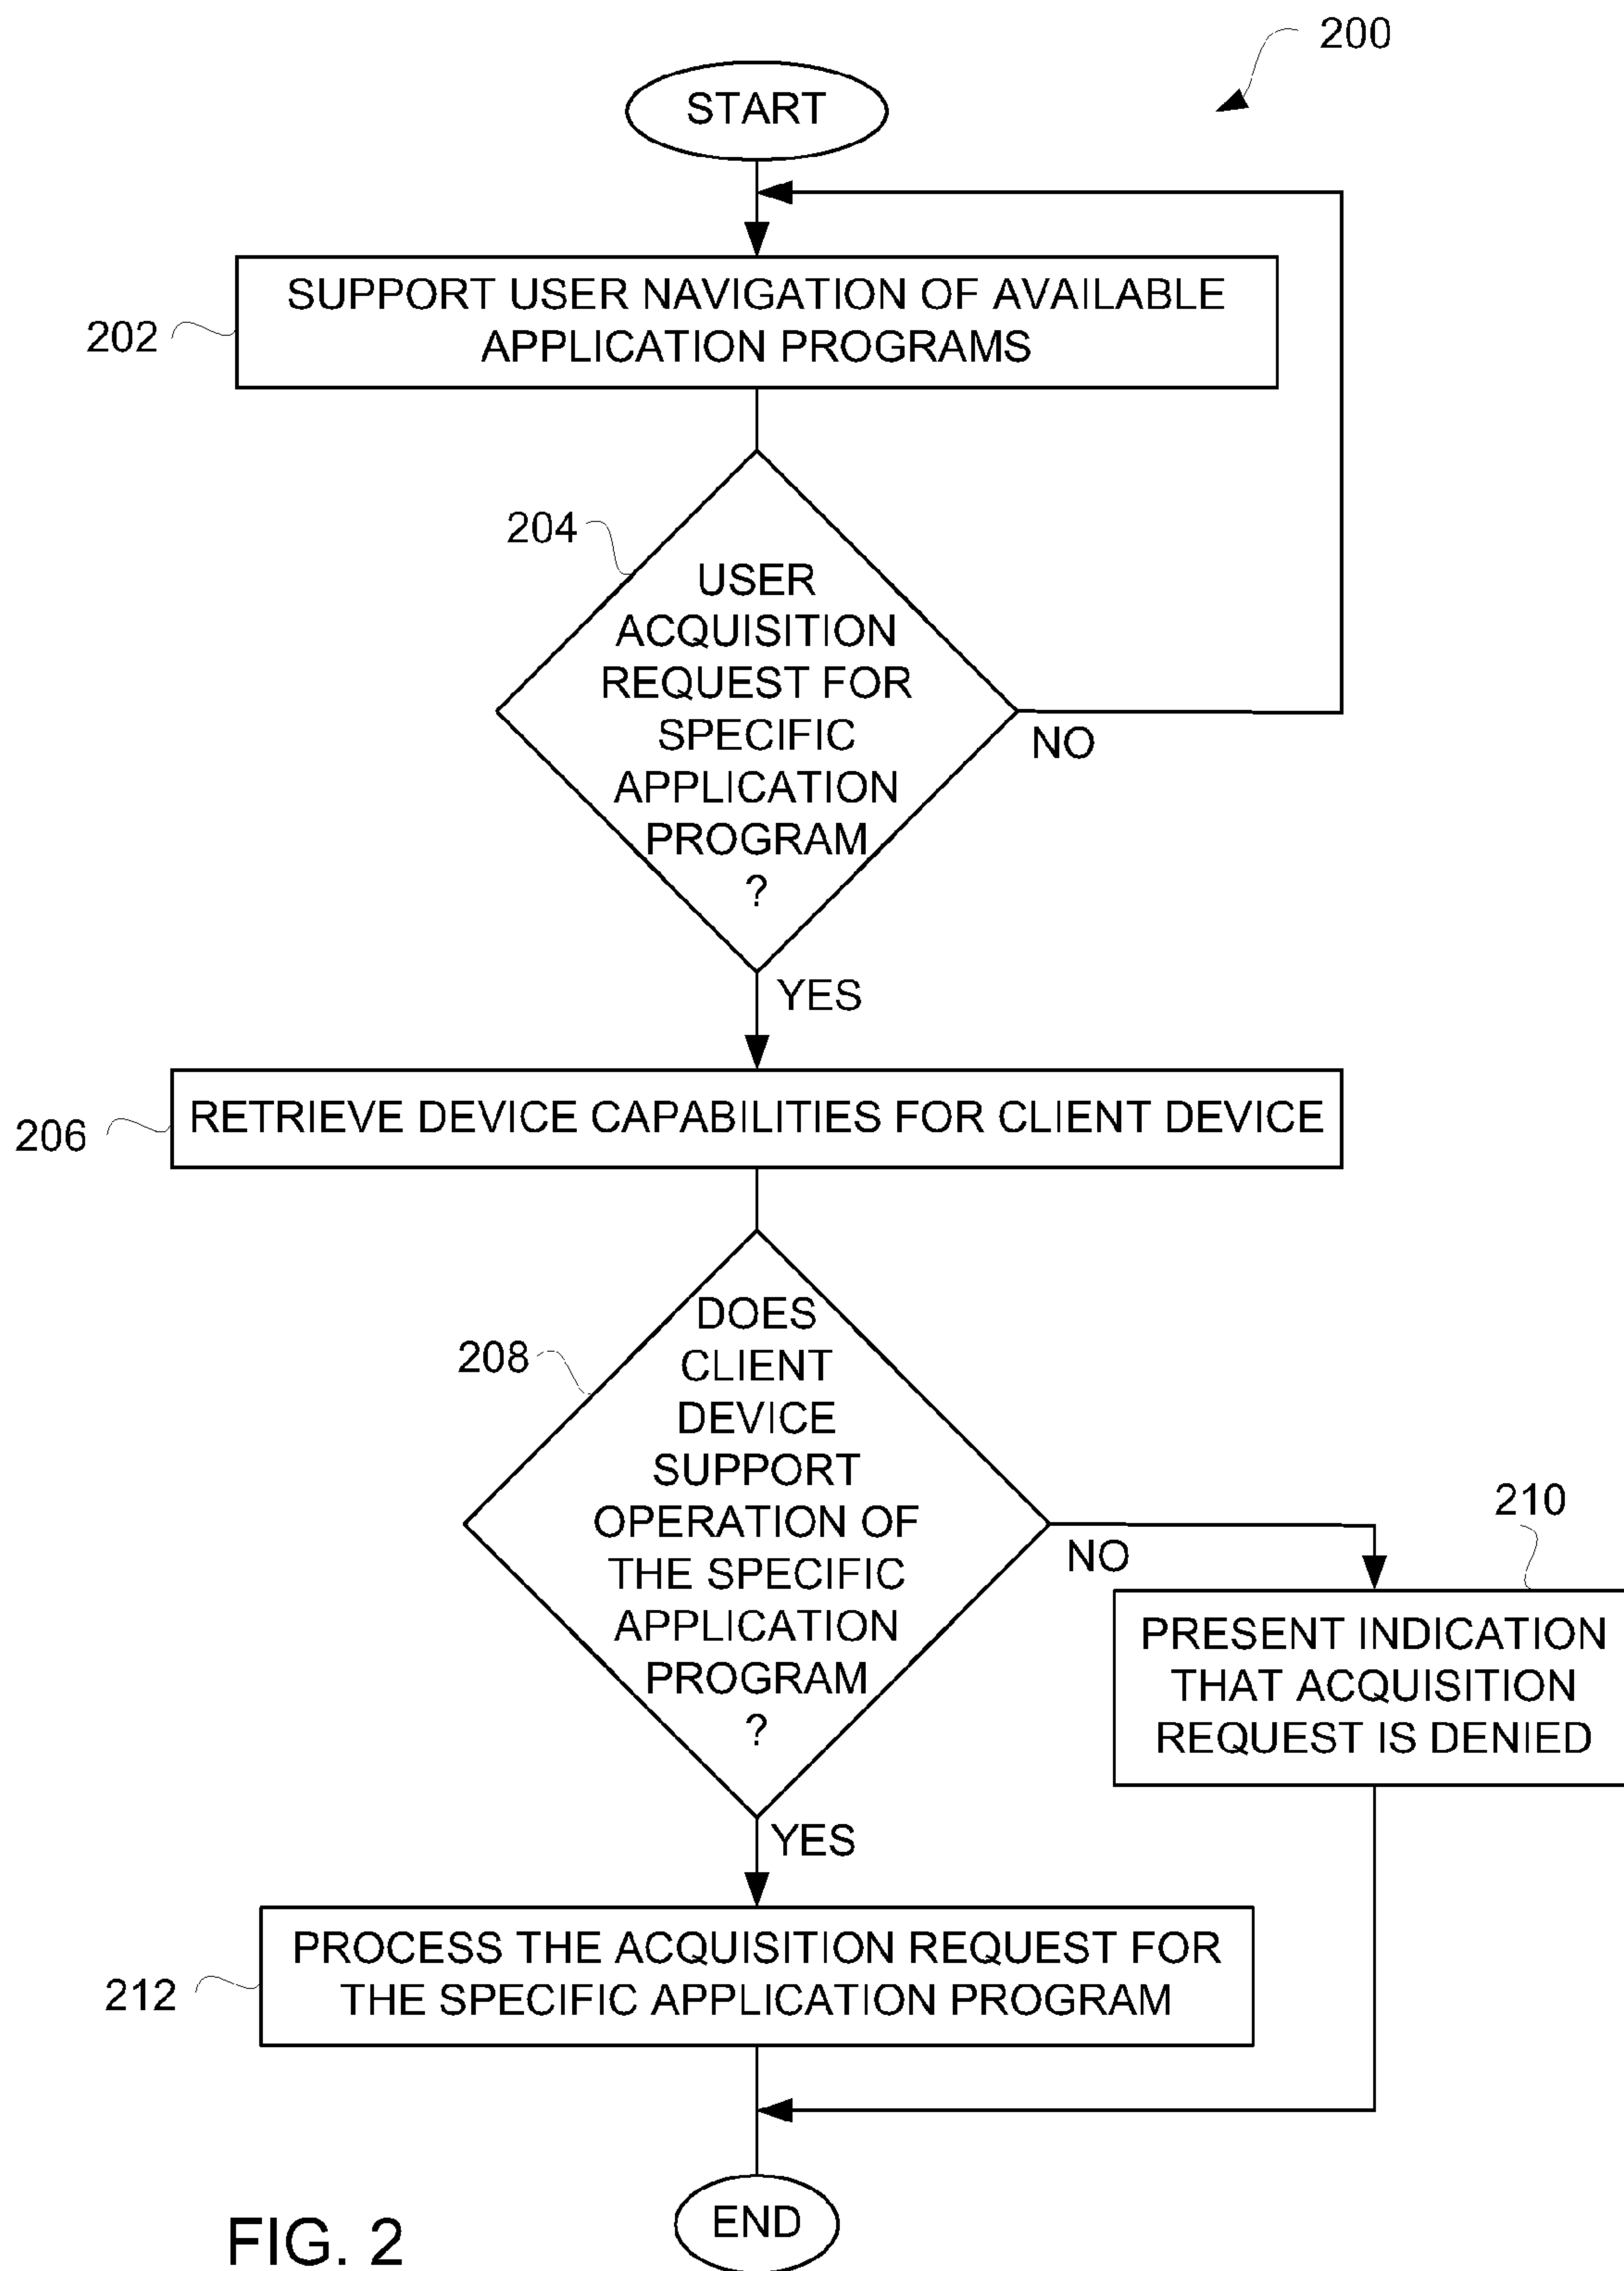 200
START
SUPPORT USER NAVIGATION OF AVAILABLE
APPLICATION PROGRAMS
202
204
USER
ACQUISITION
REQUEST FOR
SPECIFIC
APPLICATION
PROGRAM
?
NO
YES
RETRIEVE DEVICE CAPABILITIES FOR CLIENT DEVICE
206
208
DOES
CLIENT
DEVICE
SUPPORT
OPERATION OF
THE SPECIFIC
APPLICATION
PROGRAM
?
NO
210
PRESENT INDICATION
THAT ACQUISITION
REQUEST IS DENIED
YES
PROCESS THE ACQUISITION REQUEST FOR
THE SPECIFIC APPLICATION PROGRAM
212
END
FIG. 2